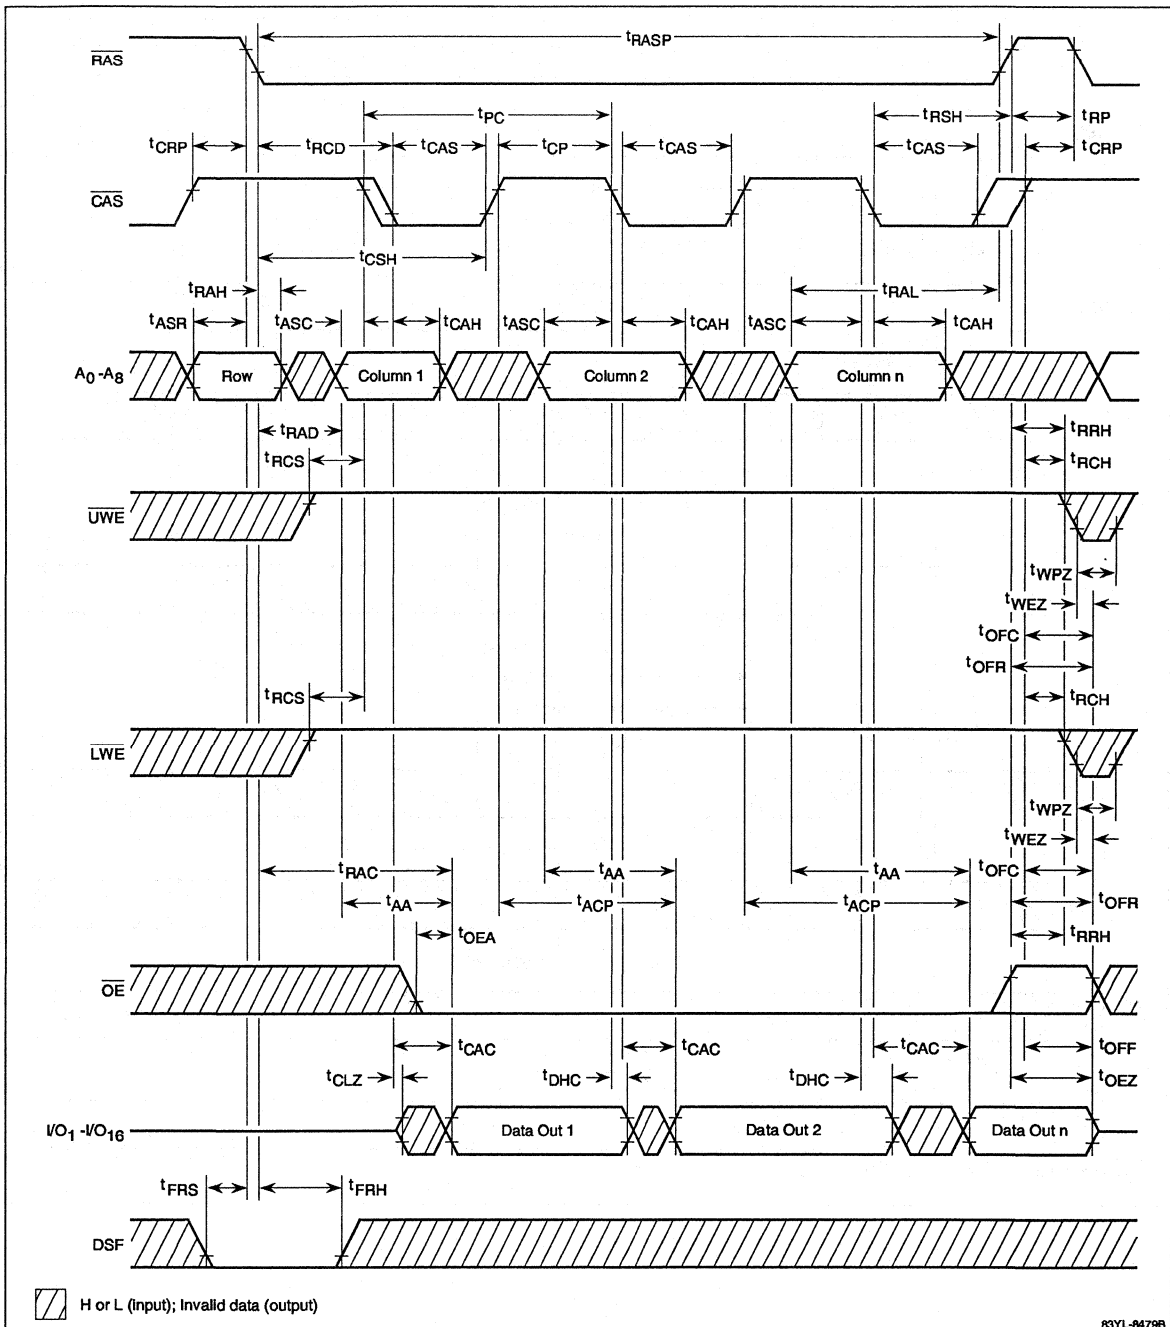 RAS
tRASP
tPC
tRSH
tRP
tCRP
tRCD
tCAS
tCP
tCAS
tCAS
tCRP
CAS
tCSH
tRAH
tRAL
tASR
tASC
tCAH
tASC
tCAH
tASC
tCAH
A0 -A8
Row
Column 1
Column 2
Column n
tRAD
tRRH
tRCS
tRCH
UWE
tWPZ
tWEZ
tOFC
tOFR
tRCS
tRCH
LWE
tWPZ
tWEZ
tRAC
tAA
tAA
tOFC
tAA
tACP
tACP
tOFR
tOEA
tRRH
OE
tCAC
tCAC
tCAC
tOFF
tCLZ
tDHC
tDHC
tOEZ
I/O1 -I/O16
Data Out 1
Data Out 2
Data Out n
tFRS
tFRH
DSF
H or L (input); Invalid data (output)
83YL-8479B